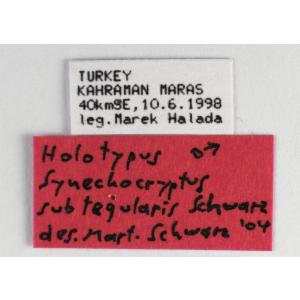 TURKEY
KAHRAMAN MARAS
40kmSE, 10.6.1998
leg. Marek Halada
Holotypus ♂
Synechocryptus
subtegularis Schwarz
des. Mart. Schwarz '04